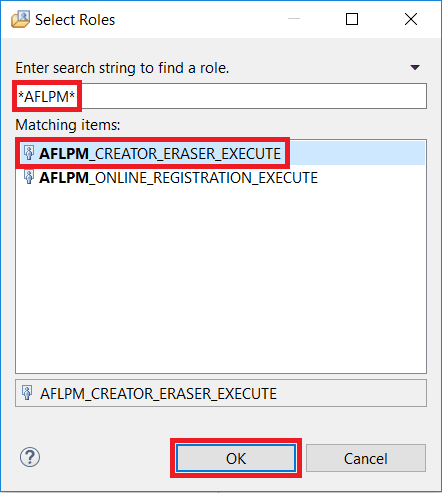 Select Roles
Enter search string to find a role.
*AFLPM*
Matching items:
AFLPM_CREATOR_ERASER_EXECUTE
AFLPM_ONLINE_REGISTRATION_EXECUTE
AFLPM_CREATOR_ERASER_EXECUTE
?
OK
Cancel